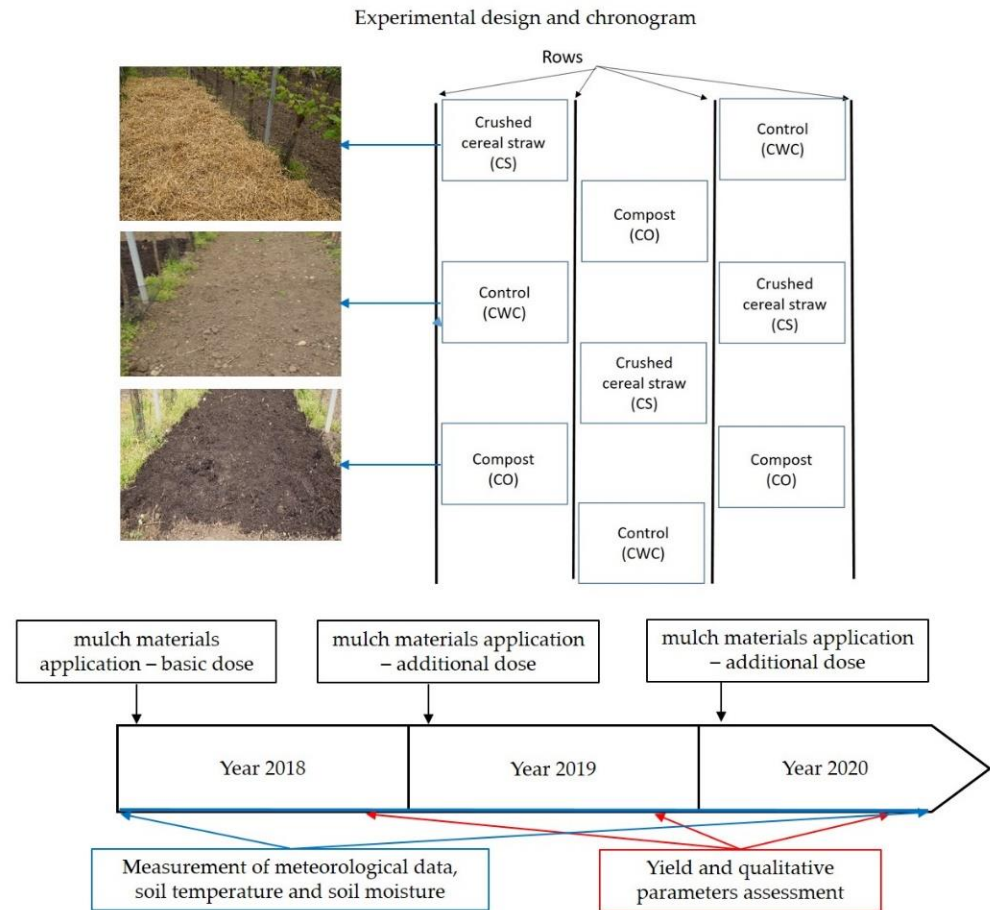 Experimental design and chronogram
Rows
Crushed
cereal straw
(CS)
Control
(CWC)
Compost
(CO)
Control
(CWC)
Crushed
cereal straw
(CS)
Crushed
cereal straw
(CS)
Compost
(CO)
Compost
(CO)
Control
(CWC)
mulch materials
application – basic dose
mulch materials application
– additional dose
mulch materials application
– additional dose
Year 2018
Year 2019
Year 2020
Measurement of meteorological data,
soil temperature and soil moisture
Yield and qualitative
parameters assessment